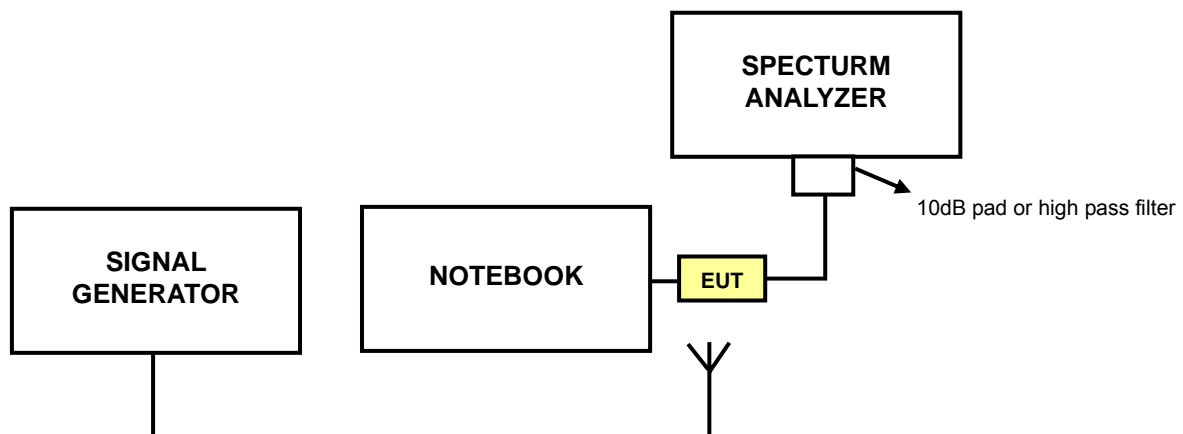 SPECTURM
ANALYZER
10dB pad or high pass filter
SIGNAL
GENERATOR
NOTEBOOK
EUT